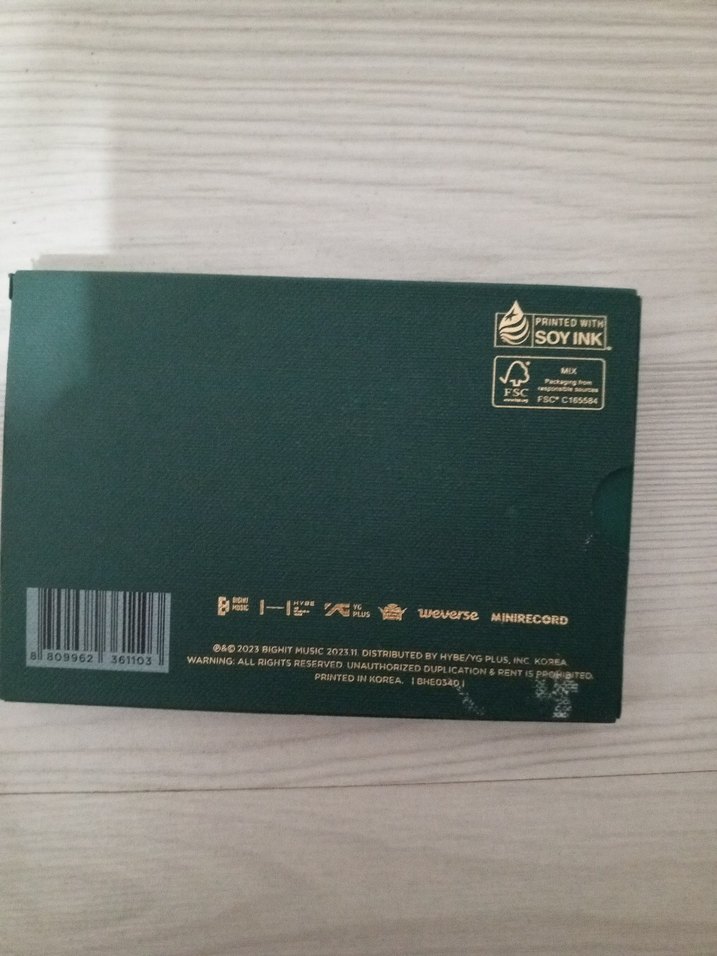 PRINTED WITH
SOY INK
MIX
Packaging from
responsible sources
FSC
FSC® C165584
BIGHIT
MUSIC
HYBE
YG
PLUS
weverse
MINIRECORD
8 809962 361103
℗&© 2023 BIGHIT MUSIC 2023.11. DISTRIBUTED BY HYBE/YG PLUS, INC. KOREA.
WARNING: ALL RIGHTS RESERVED. UNAUTHORIZED DUPLICATION & RENT IS PROHIBITED.
PRINTED IN KOREA. | BHE0340 |